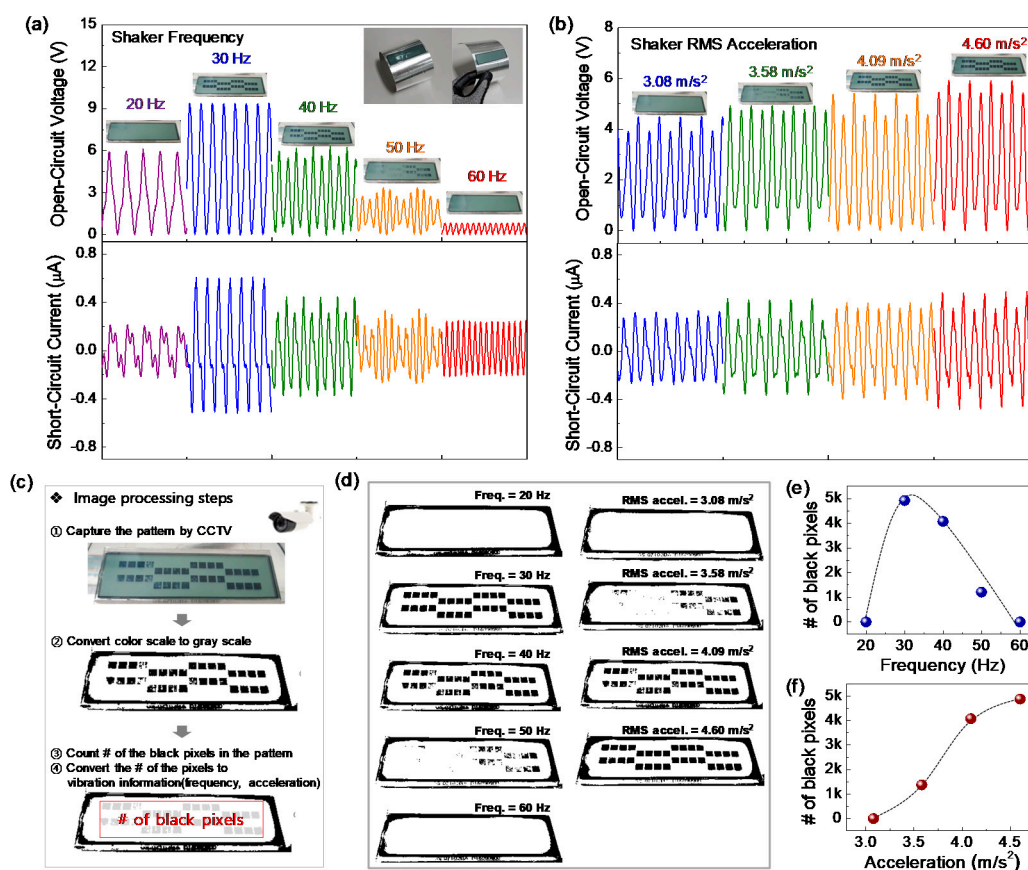 (a)
Shaker Frequency
20 Hz
30 Hz
40 Hz
50 Hz
60 Hz
Open-Circuit Voltage (V)
15
12
9
6
3
0
Short-Circuit Current (μA)
0.4
0.0
-0.4
-0.8
(b)
Shaker RMS Acceleration
3.08 m/s²
3.58 m/s²
4.09 m/s²
4.60 m/s²
Open-Circuit Voltage (V)
8
6
4
2
0
Short-Circuit Current (μA)
0.8
0.4
0.0
-0.4
-0.8
(c)
❖ Image processing steps
① Capture the pattern by CCTV
② Convert color scale to gray scale
③ Count # of the black pixels in the pattern
④ Convert the # of the pixels to
vibration information(frequency, acceleration)
# of black pixels
(d)
Freq. = 20 Hz
Freq. = 30 Hz
Freq. = 40 Hz
Freq. = 50 Hz
Freq. = 60 Hz
RMS accel. = 3.08 m/s²
RMS accel. = 3.58 m/s²
RMS accel. = 4.09 m/s²
RMS accel. = 4.60 m/s²
(e)
# of black pixels
5k
4k
3k
2k
1k
0
20 30 40 50 60
Frequency (Hz)
(f)
# of black pixels
5k
4k
3k
2k
1k
0
3.0 3.5 4.0 4.5
Acceleration (m/s²)